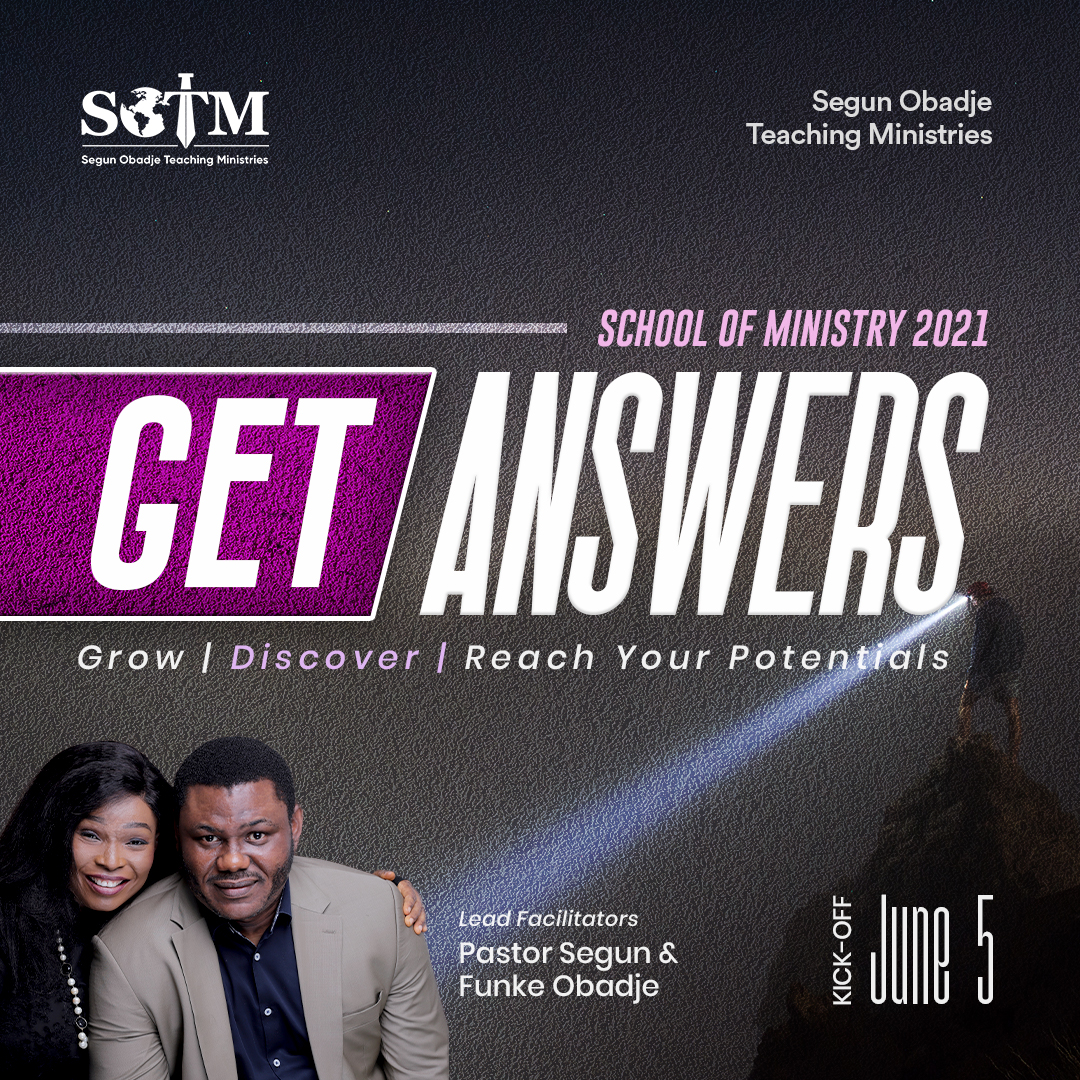 SOTM
Segun Obadje Teaching Ministries
Segun Obadje
Teaching Ministries
SCHOOL OF MINISTRY 2021
GET ANSWERS
Grow | Discover | Reach Your Potentials
Lead Facilitators
Pastor Segun &
Funke Obadje
KICK-OFF
June 5